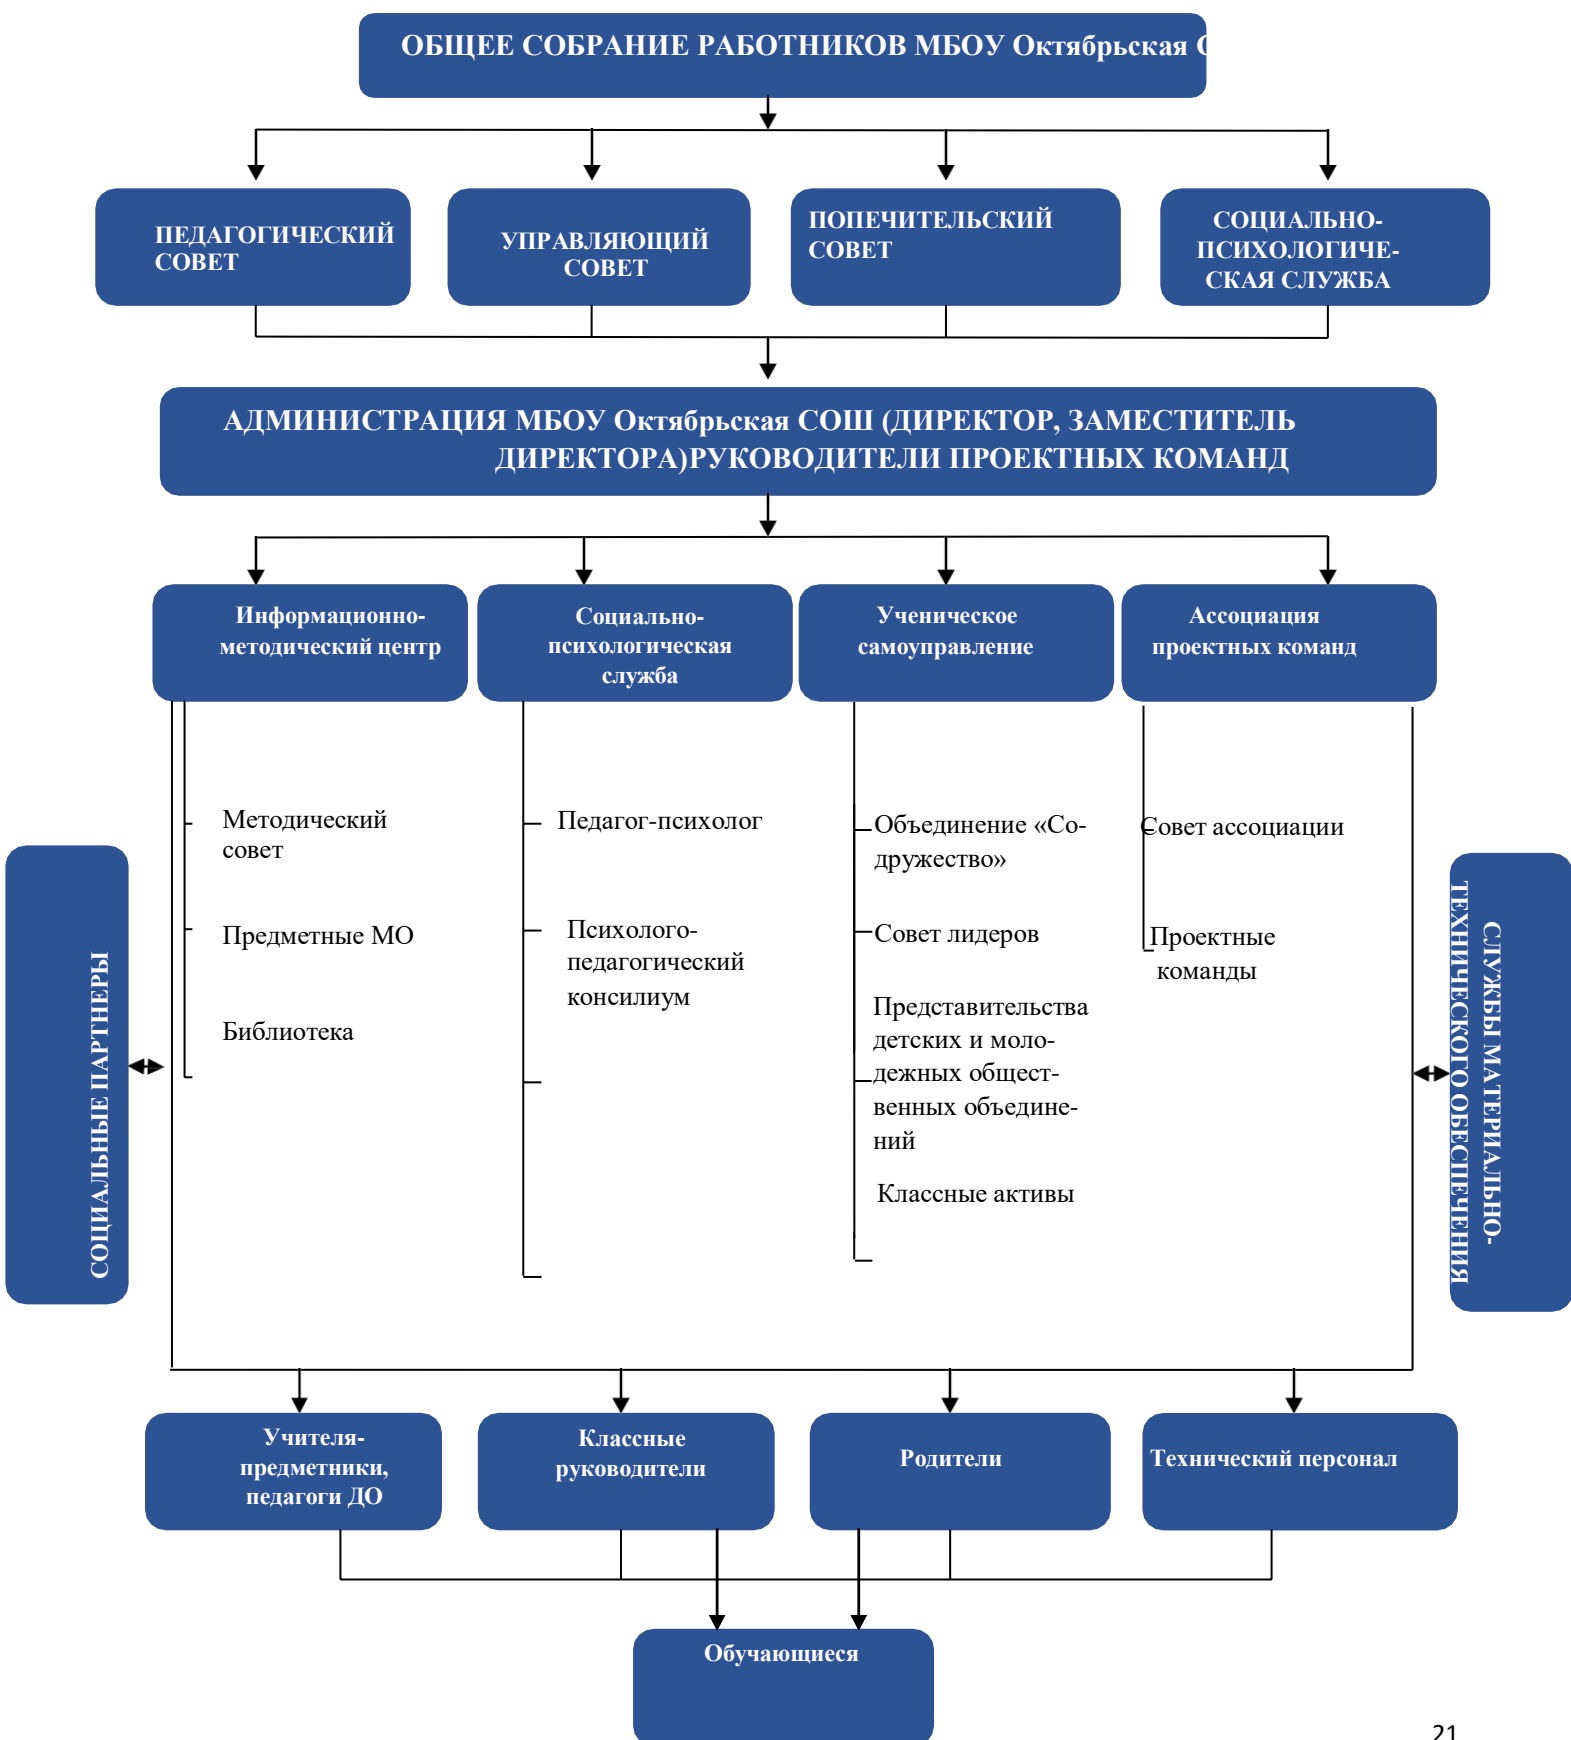 ОБЩЕЕ СОБРАНИЕ РАБОТНИКОВ МБОУ Октябрьская С
ПЕДАГОГИЧЕСКИЙ
СОВЕТ
УПРАВЛЯЮЩИЙ
СОВЕТ
ПОПЕЧИТЕЛЬСКИЙ
СОВЕТ
СОЦИАЛЬНО-
ПСИХОЛОГИЧЕ-
СКАЯ СЛУЖБА
АДМИНИСТРАЦИЯ МБОУ Октябрьская СОШ (ДИРЕКТОР, ЗАМЕСТИТЕЛЬ
ДИРЕКТОРА)РУКОВОДИТЕЛИ ПРОЕКТНЫХ КОМАНД
Информационно-
методический центр
Социально-
психологическая
служба
Ученическое
самоуправление
Ассоциация
проектных команд
Методический
совет
Предметные МО
Библиотека
Педагог-психолог
Психолого-
педагогический
консилиум
Объединение «Со-
дружество»
Совет лидеров
Представительства
детских и моло-
дежных общест-
венных объедине-
ний
Классные активы
Совет ассоциации
Проектные
команды
СОЦИАЛЬНЫЕ ПАРТНЕРЫ
СЛУЖБЫ МАТЕРИАЛЬНО-
ТЕХНИЧЕСКОГО ОБЕСПЕЧЕНИЯ
Учителя-
предметники,
педагоги ДО
Классные
руководители
Родители
Технический персонал
Обучающиеся
21